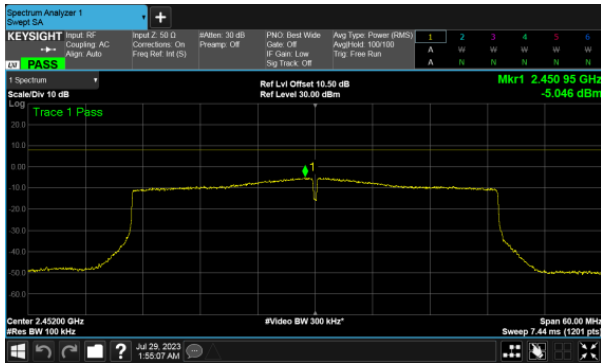 Spectrum Analyzer 1
Swept SA
+
KEYSIGHT Input: RF Input Z: 50 Ω #Atten: 30 dB PNO: Best Wide Avg Type: Power (RMS) 1 2 3 4 5 6
Coupling: AC Corrections: On Preamp: Off Gate: Off Avg|Hold: 100/100 A W W W W W
Align: Auto Freq Ref: Int (S) IF Gain: Low Trig: Free Run
LXI PASS Sig Track: Off A N N N N N
1 Spectrum Ref Lvl Offset 10.50 dB Mkr1 2.450 95 GHz
Scale/Div 10 dB Ref Level 30.00 dBm -5.046 dBm
Log
Trace 1 Pass
20.0
10.0
0.00
1
-10.0
-20.0
-30.0
-40.0
-50.0
-60.0
Center 2.45200 GHz #Video BW 300 kHz* Span 60.00 MHz
#Res BW 100 kHz Sweep 7.44 ms (1201 pts)
? Jul 29, 2023
1:55:07 AM